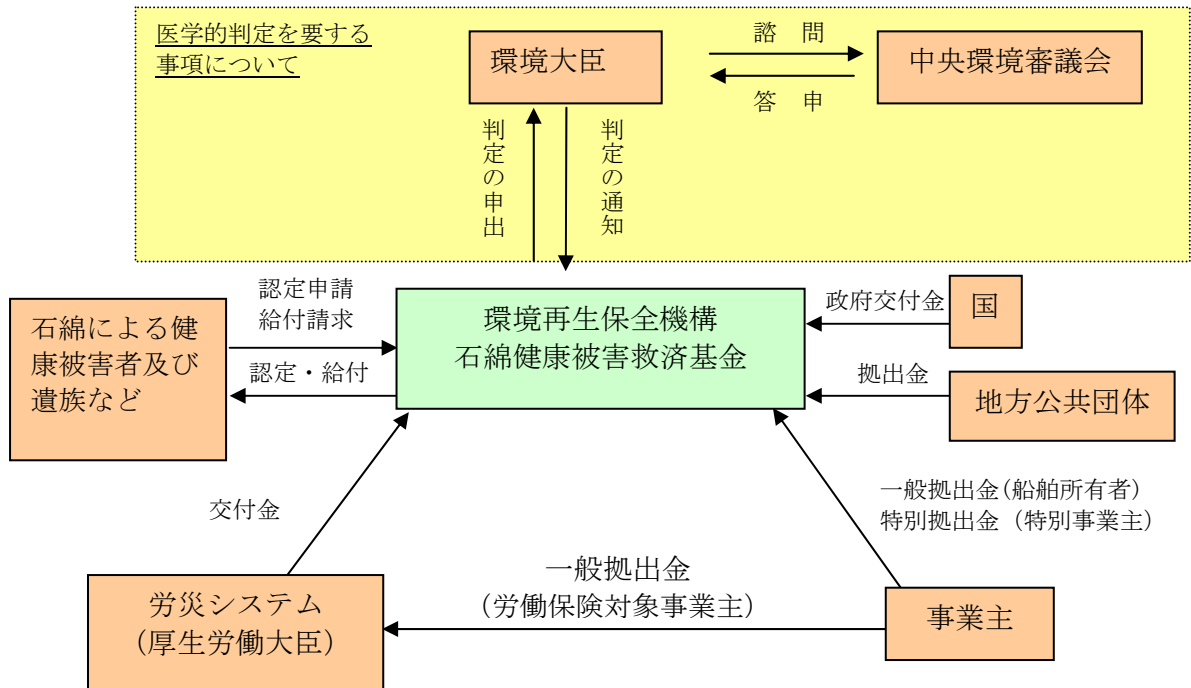 医学的判定を要する
事項について
環境大臣
諮 問
答 申
中央環境審議会
判定の申出
判定の通知
石綿による健
康被害者及び
遺族など
認定申請
給付請求
認定・給付
環境再生保全機構
石綿健康被害救済基金
政府交付金
国
拠出金
地方公共団体
交付金
一般拠出金(船舶所有者)
特別拠出金（特別事業主）
一般拠出金
（労働保険対象事業主）
労災システム
（厚生労働大臣）
事業主